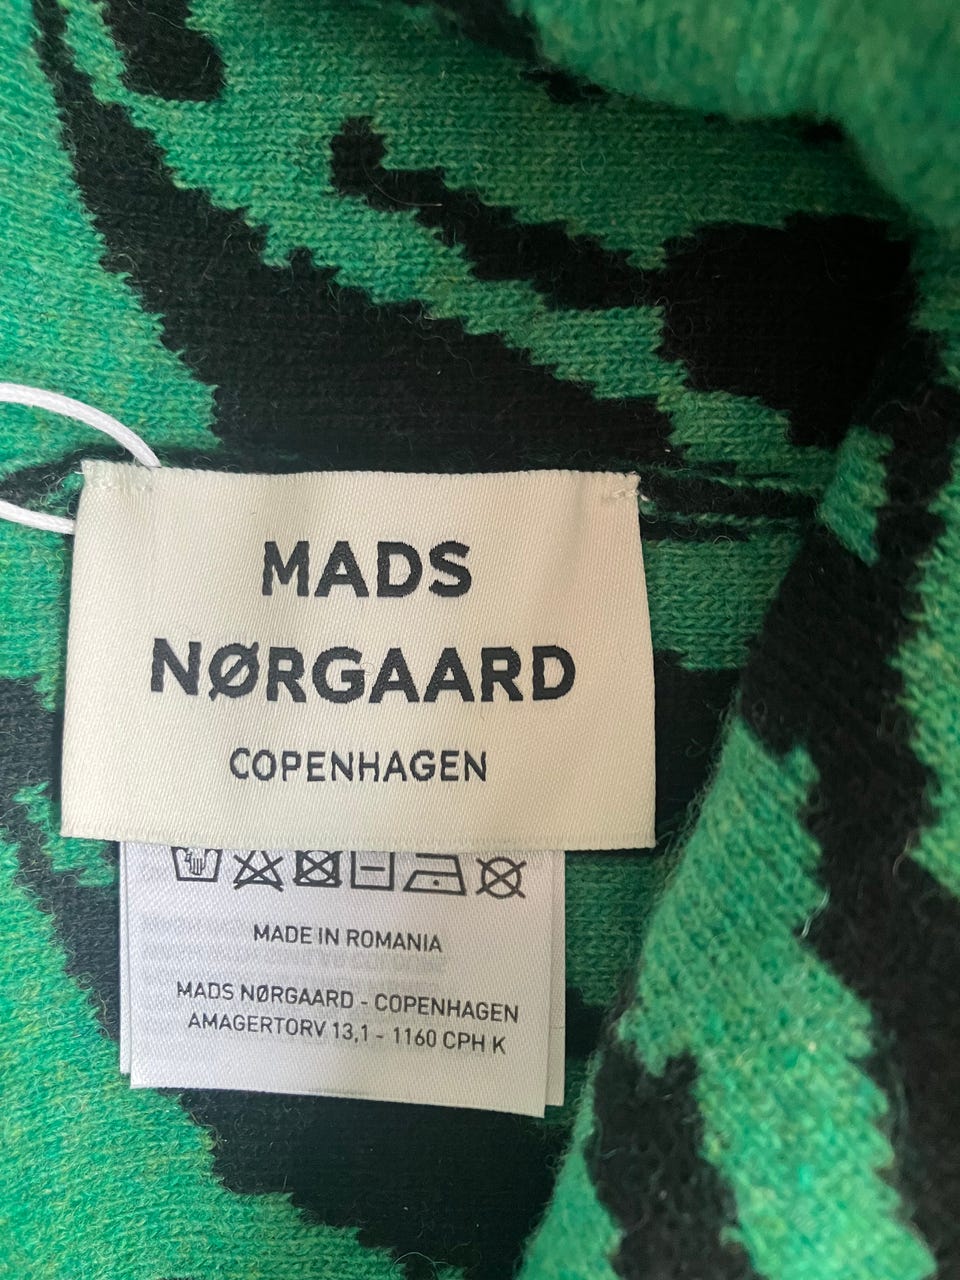 MADS
NØRGAARD
COPENHAGEN
MADE IN ROMANIA
MADS NØRGAARD - COPENHAGEN
AMAGERTORV 13,1 - 1160 CPH K